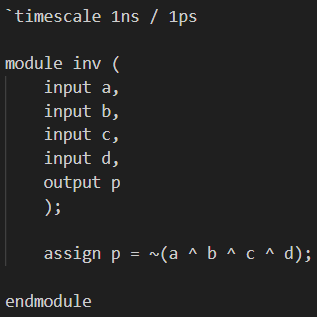 `timescale 1ns / 1ps
module inv (
input a,
input b,
input c,
input d,
output p
);
assign p = ~(a ^ b ^ c ^ d);
endmodule